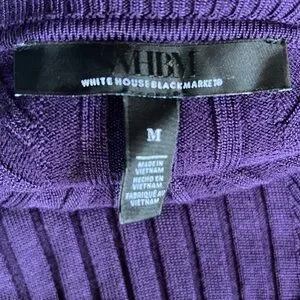 WHBM
WHITE HOUSE BLACK MARKET®
M
MADE IN
VIETNAM
HECHO EN
VIETNAM
FABRIQUÉ AU
VIETNAM